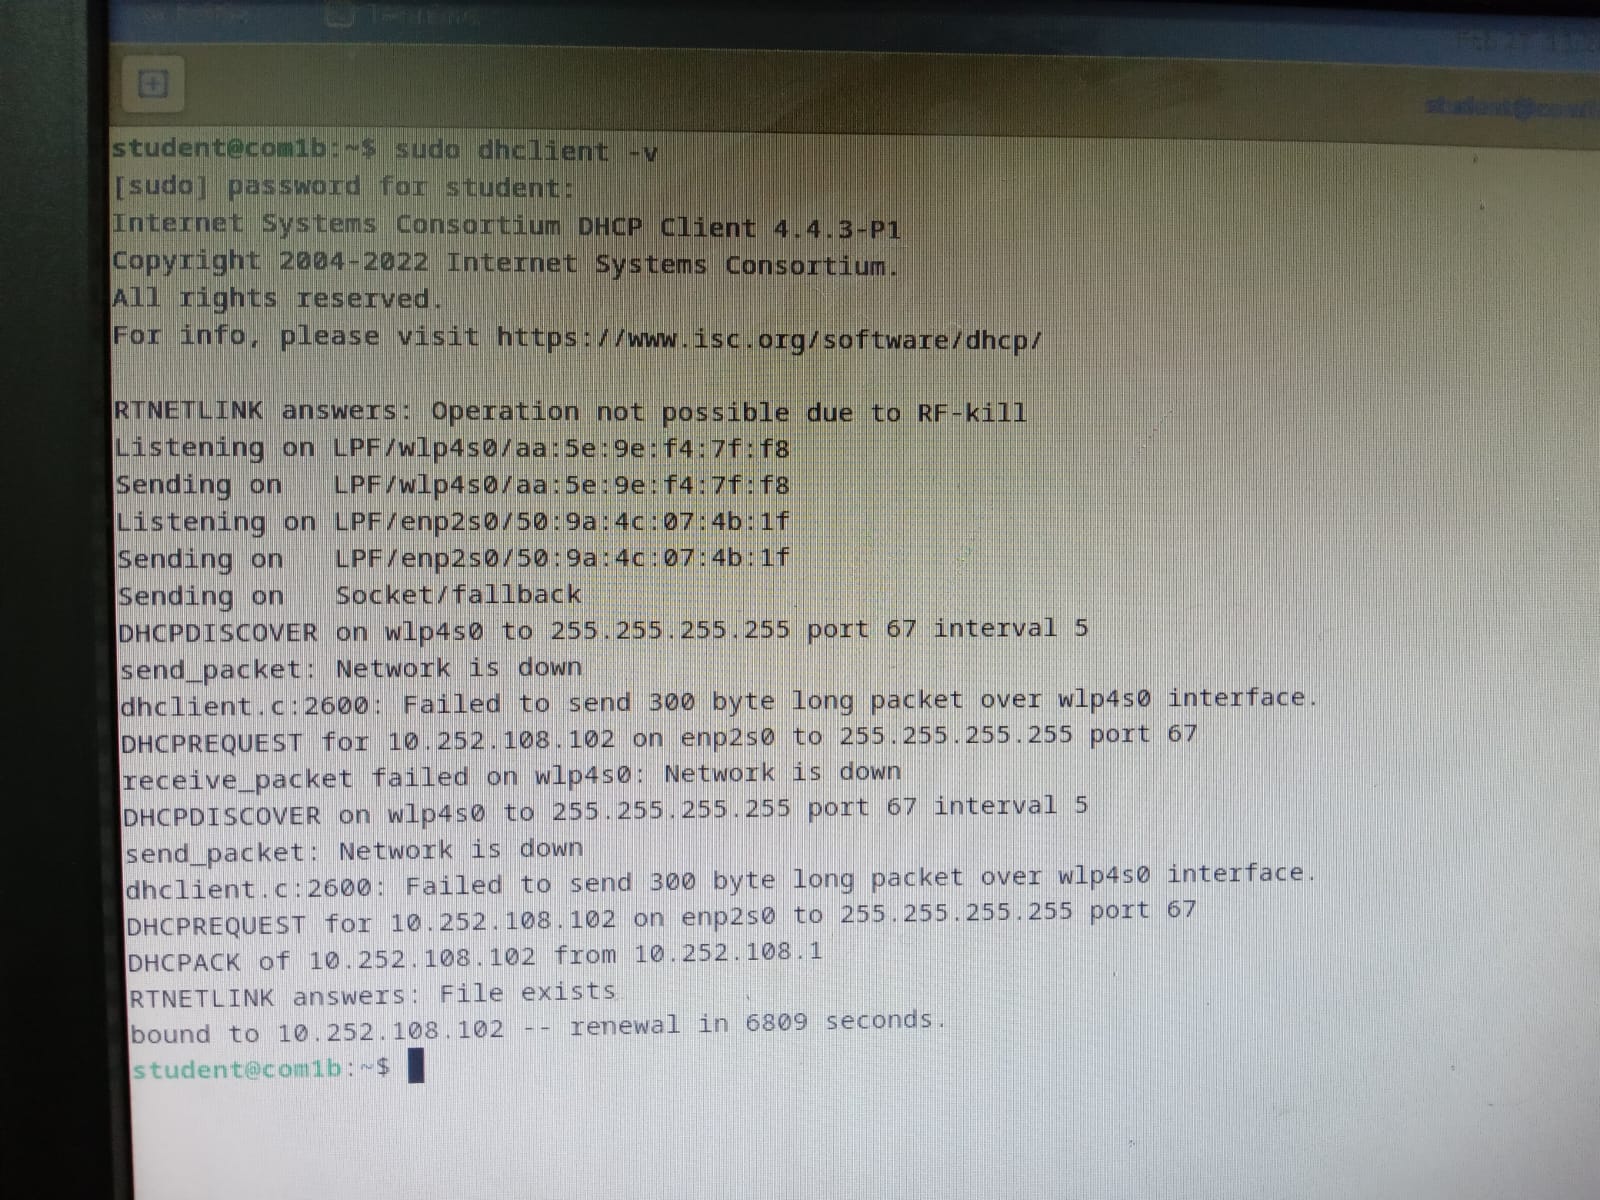 student@com1b:~$ sudo dhclient -v
[sudo] password for student:
Internet Systems Consortium DHCP Client 4.4.3-P1
Copyright 2004-2022 Internet Systems Consortium.
All rights reserved.
For info, please visit https://www.isc.org/software/dhcp/

RTNETLINK answers: Operation not possible due to RF-kill
Listening on LPF/wlp4s0/aa:5e:9e:f4:7f:f8
Sending on   LPF/wlp4s0/aa:5e:9e:f4:7f:f8
Listening on LPF/enp2s0/50:9a:4c:07:4b:1f
Sending on   LPF/enp2s0/50:9a:4c:07:4b:1f
Sending on   Socket/fallback
DHCPDISCOVER on wlp4s0 to 255.255.255.255 port 67 interval 5
send_packet: Network is down
dhclient.c:2600: Failed to send 300 byte long packet over wlp4s0 interface.
DHCPREQUEST for 10.252.108.102 on enp2s0 to 255.255.255.255 port 67
receive_packet failed on wlp4s0: Network is down
DHCPDISCOVER on wlp4s0 to 255.255.255.255 port 67 interval 5
send_packet: Network is down
dhclient.c:2600: Failed to send 300 byte long packet over wlp4s0 interface.
DHCPREQUEST for 10.252.108.102 on enp2s0 to 255.255.255.255 port 67
DHCPACK of 10.252.108.102 from 10.252.108.1
RTNETLINK answers: File exists
bound to 10.252.108.102 -- renewal in 6809 seconds.
student@com1b:~$